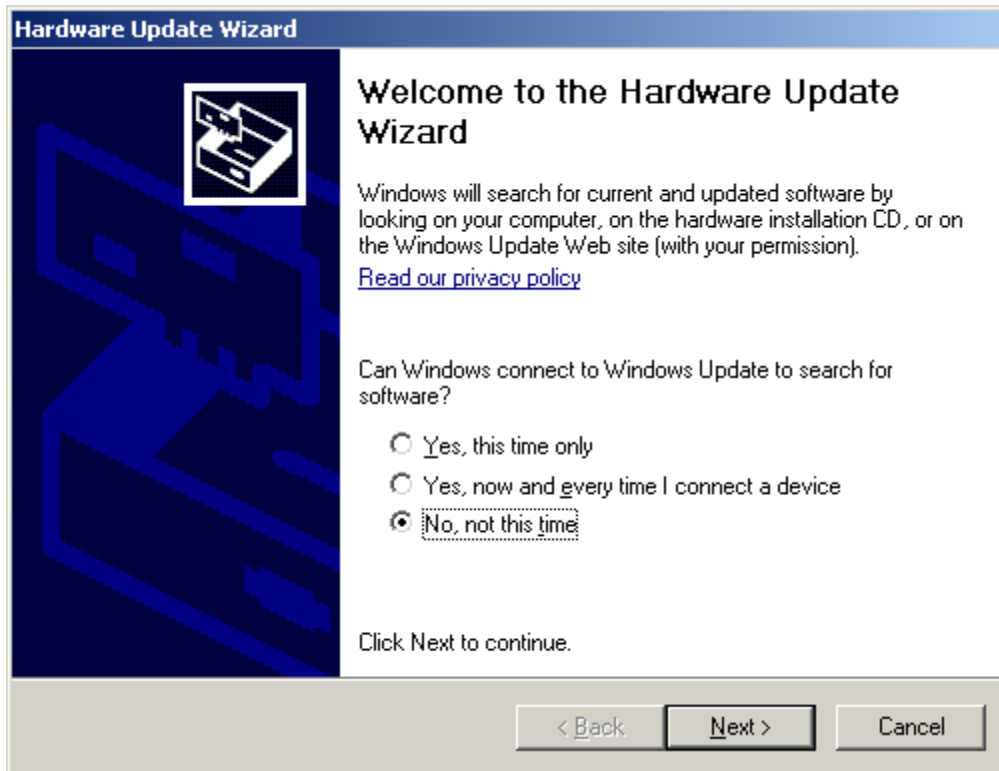 Hardware Update Wizard
Welcome to the Hardware Update
Wizard
Windows will search for current and updated software by
looking on your computer, on the hardware installation CD, or on
the Windows Update Web site (with your permission).
Read our privacy policy
Can Windows connect to Windows Update to search for
software?
Yes, this time only
Yes, now and every time I connect a device
No, not this time
Click Next to continue.
< Back
Next >
Cancel